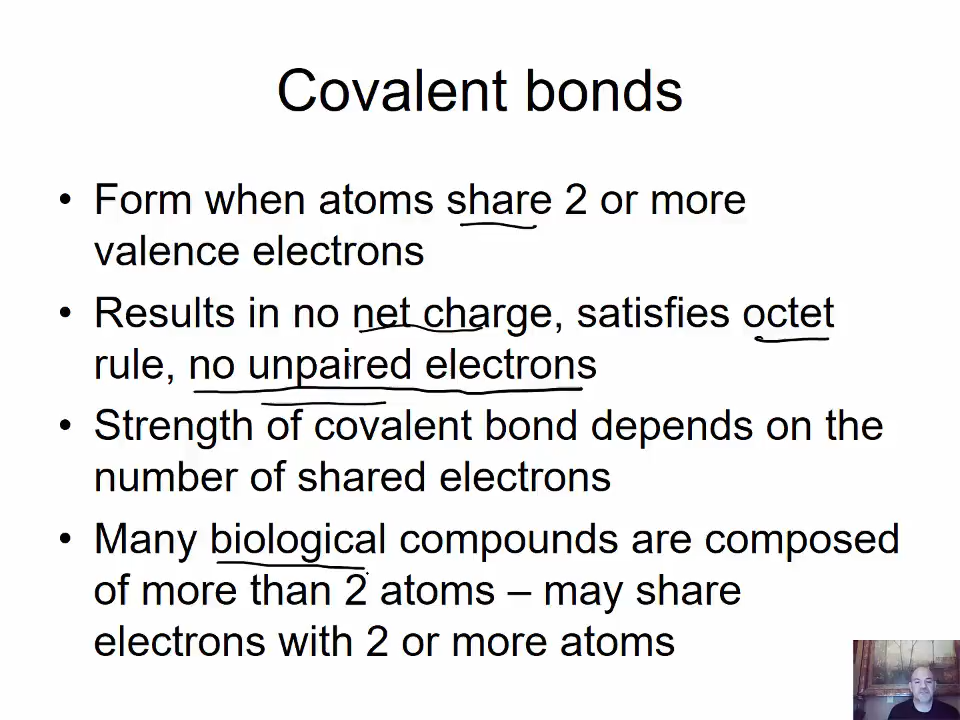 Covalent bonds
• Form when atoms share 2 or more
valence electrons
• Results in no net charge, satisfies octet
rule, no unpaired electrons
• Strength of covalent bond depends on the
number of shared electrons
• Many biological compounds are composed
of more than 2 atoms – may share
electrons with 2 or more atoms